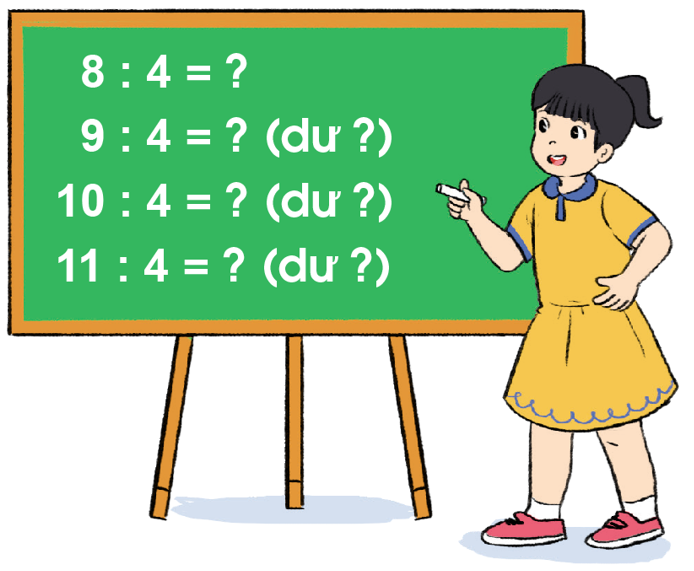 8 : 4 = ?
9 : 4 = ? (dư ?)
10 : 4 = ? (dư ?)
11 : 4 = ? (dư ?)